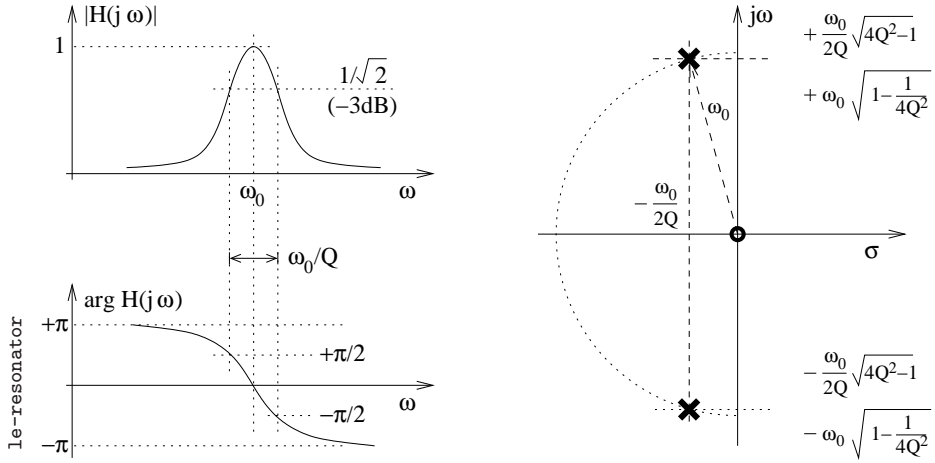 |H(j ω)|
1
1/√2
(−3dB)
ω₀
ω
ω₀/Q
arg H(j ω)
+π
+π/2
ω
−π/2
−π
le−resonator
jω
+ ω₀/2Q √4Q²−1
+ ω₀ √1− 1/4Q²
ω₀
− ω₀/2Q
σ
− ω₀/2Q √4Q²−1
− ω₀ √1− 1/4Q²